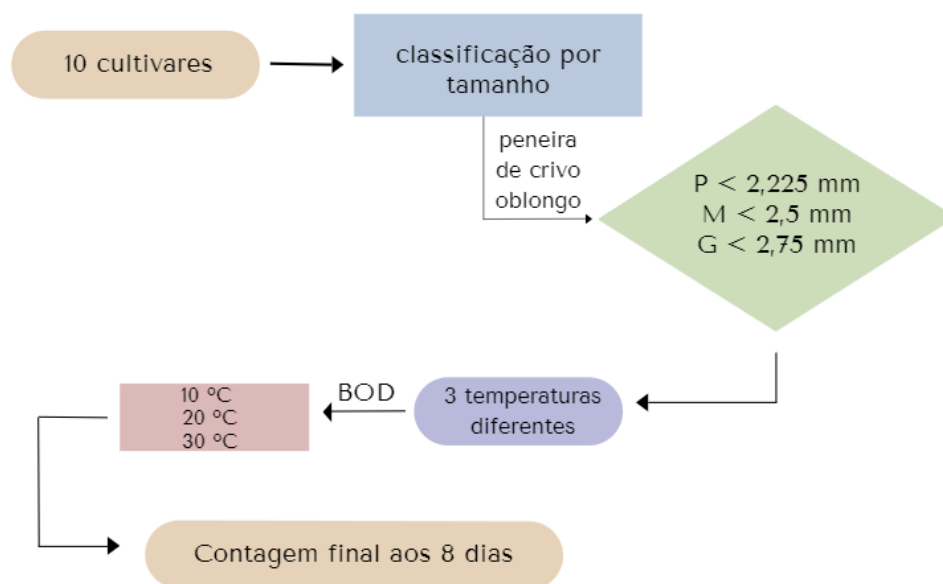 10 cultivares
classificação por
tamanho
peneira
de crivo
oblongo
P < 2,225 mm
M < 2,5 mm
G < 2,75 mm
3 temperaturas
diferentes
BOD
10 ºC
20 ºC
30 ºC
Contagem final aos 8 dias